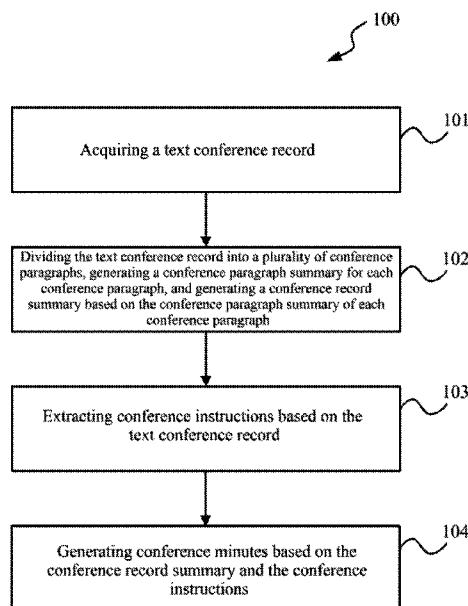 100
Acquiring a text conference record
101
Dividing the text conference record into a plurality of conference
paragraphs, generating a conference paragraph summary for each
conference paragraph, and generating a conference record
summary based on the conference paragraph summary of each
conference paragraph
102
Extracting conference instructions based on the
text conference record
103
Generating conference minutes based on the
conference record summary and the conference
instructions
104